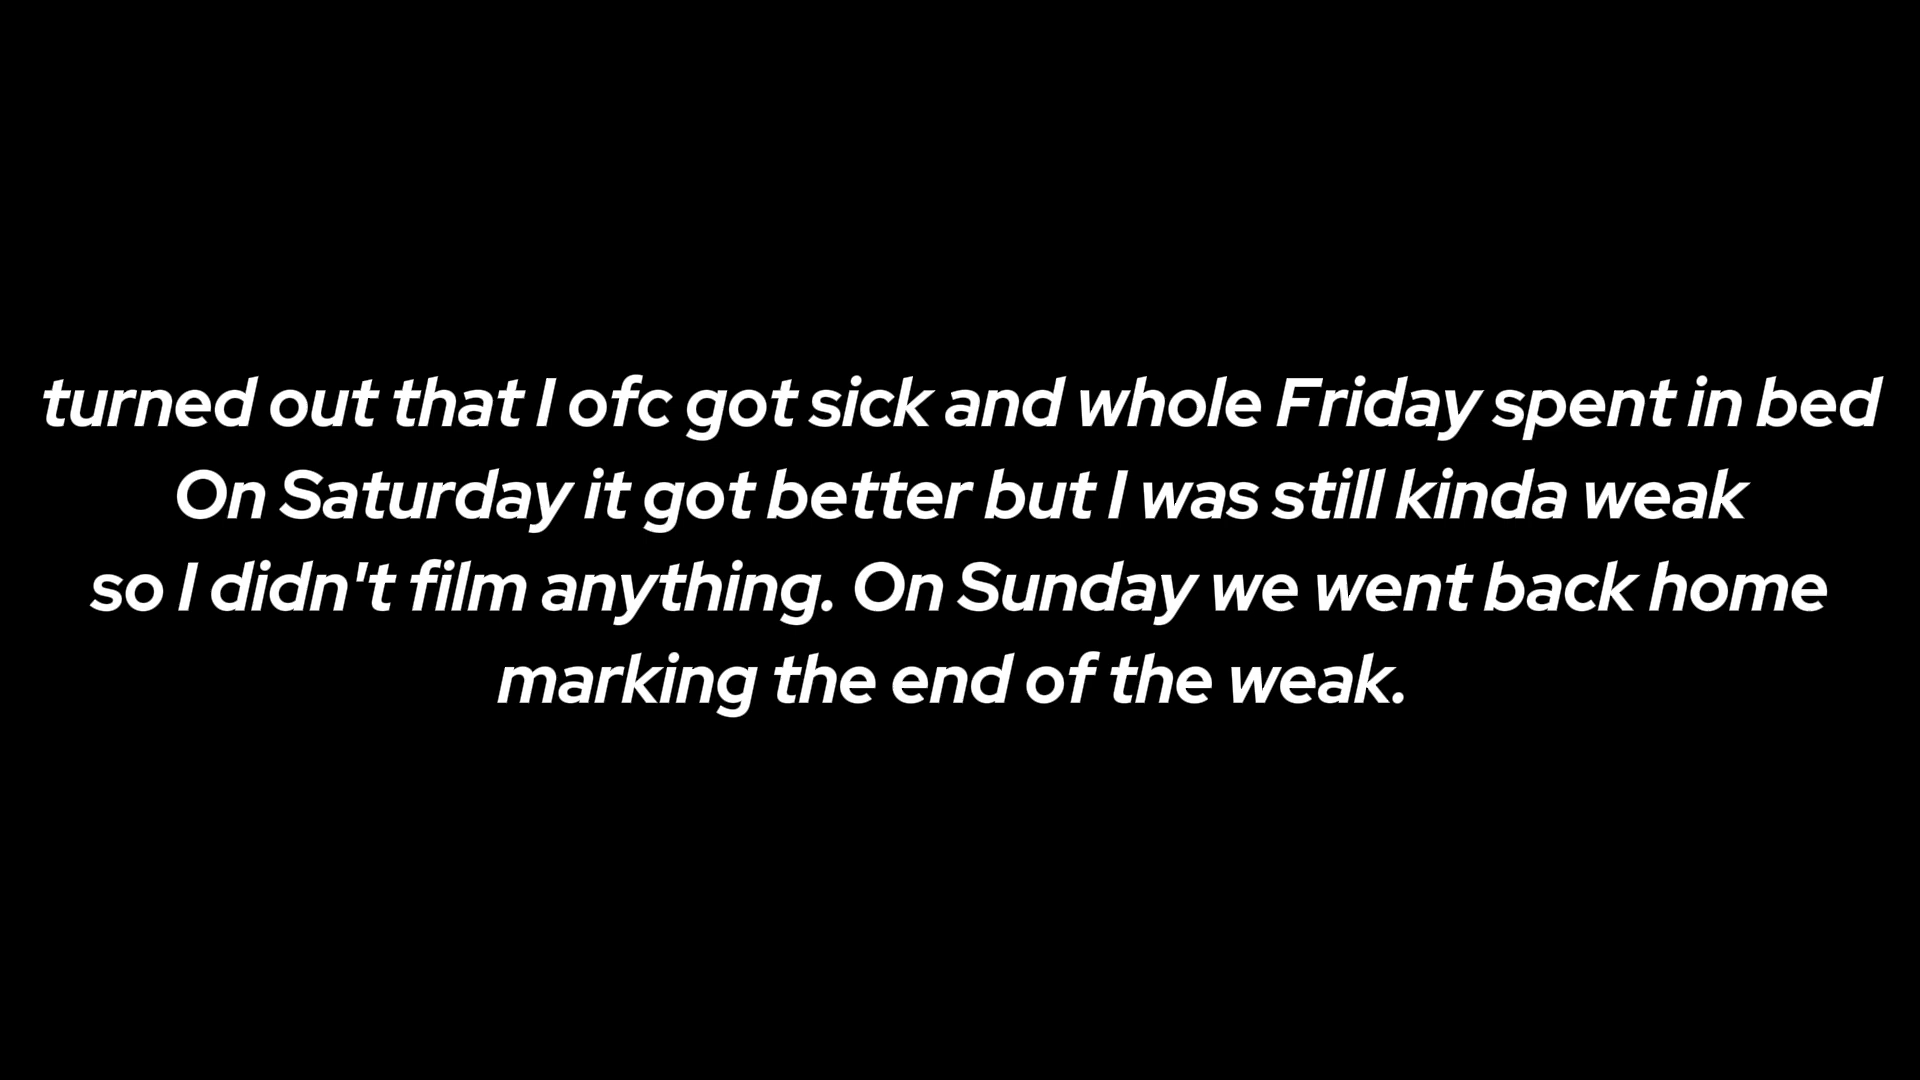 turned out that I ofc got sick and whole Friday spent in bed
On Saturday it got better but I was still kinda weak
so I didn't film anything. On Sunday we went back home
marking the end of the weak.